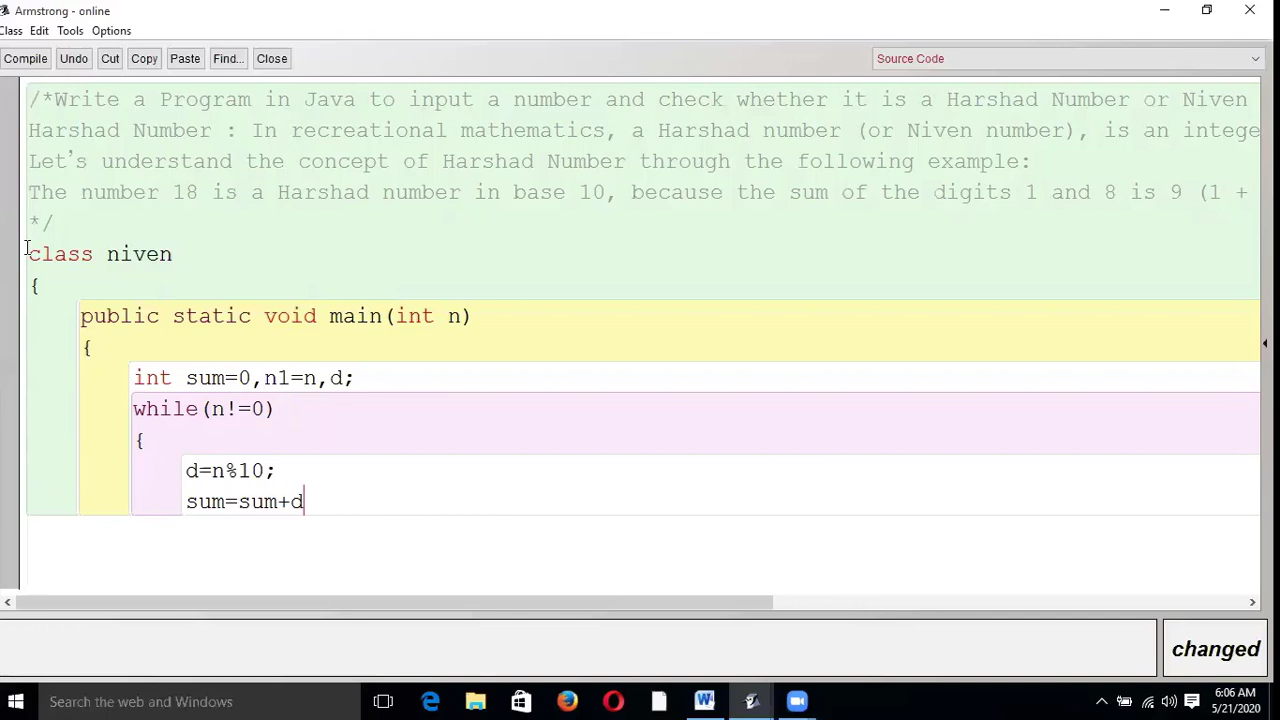 Armstrong - online
Class Edit Tools Options
Compile Undo Cut Copy Paste Find... Close Source Code
/*Write a Program in Java to input a number and check whether it is a Harshad Number or Niven
Harshad Number : In recreational mathematics, a Harshad number (or Niven number), is an intege
Let's understand the concept of Harshad Number through the following example:
The number 18 is a Harshad number in base 10, because the sum of the digits 1 and 8 is 9 (1 +
*/
class niven
{
public static void main(int n)
{
int sum=0,n1=n,d;
while(n!=0)
{
d=n%10;
sum=sum+d
changed
Search the web and Windows
6:06 AM
5/21/2020